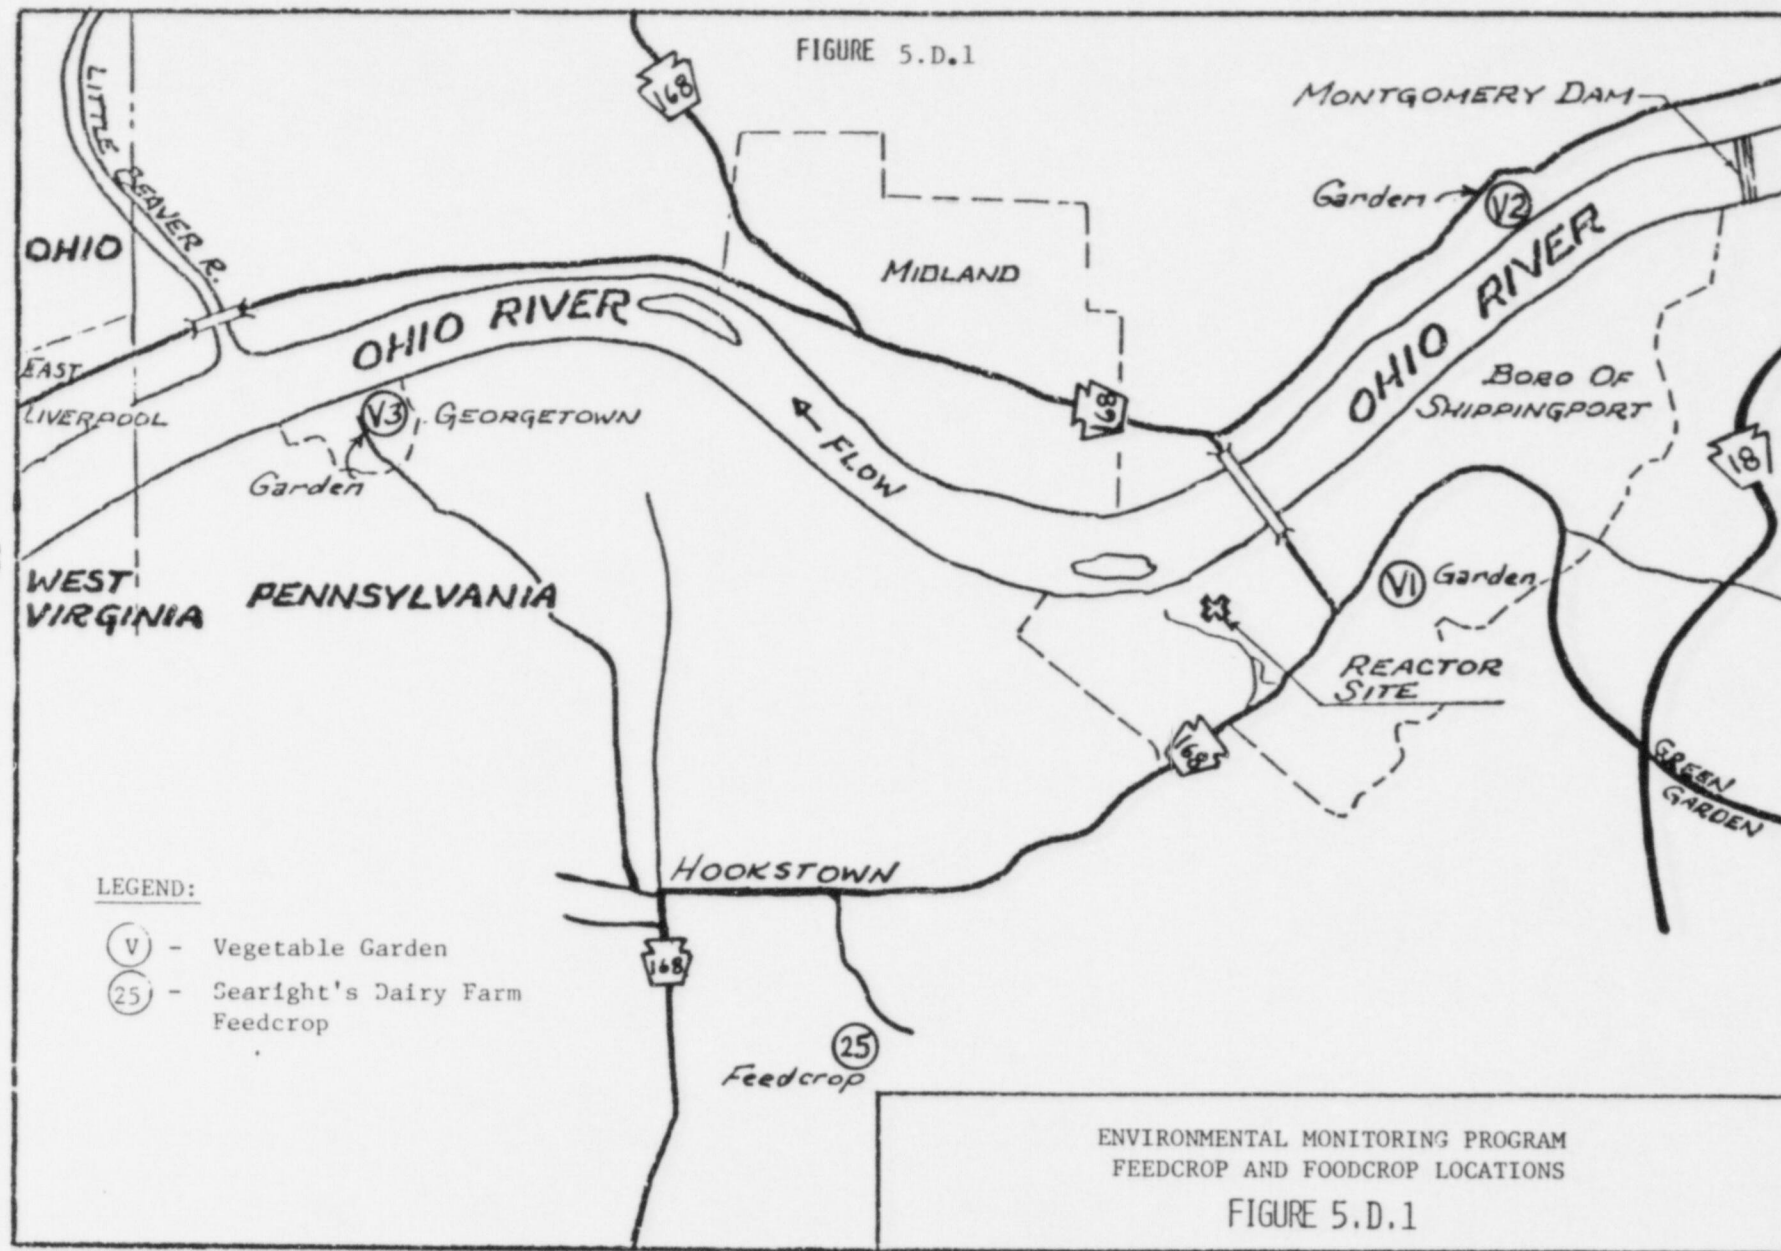 FIGURE 5.D.1
168
MONTGOMERY DAM
LITTLE BEAVER R.
Garden
V2
OHIO
MIDLAND
OHIO RIVER
OHIO RIVER
EAST
LIVERPOOL
V3
GEORGETOWN
Garden
FLOW
168
BORO OF
SHIPPINGPORT
18
WEST
VIRGINIA
PENNSYLVANIA
V1 Garden
REACTOR
SITE
168
GREEN
GARDEN
HOOKSTOWN
168
LEGEND:
V - Vegetable Garden
25 - Searight's Dairy Farm
Feedcrop
25
Feedcrop
ENVIRONMENTAL MONITORING PROGRAM
FEEDCROP AND FOODCROP LOCATIONS
FIGURE 5.D.1